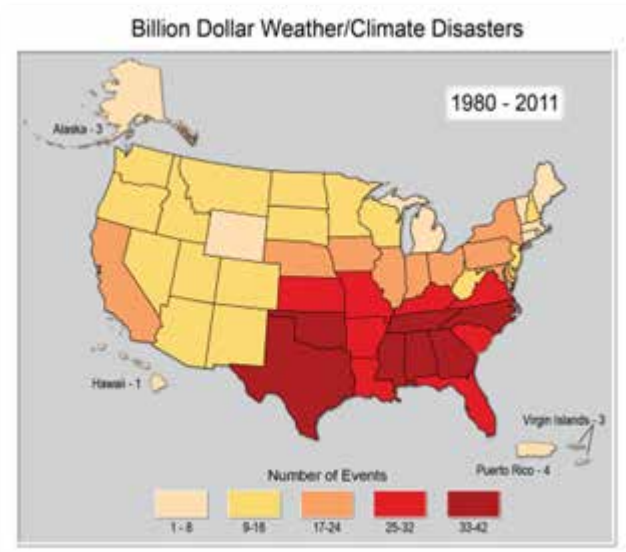 Billion Dollar Weather/Climate Disasters
1980 - 2011
Alaska - 3
Hawaii - 1
Virgin Islands - 3
Puerto Rico - 4
Number of Events
1 - 8
9-16
17-24
25-32
33-42